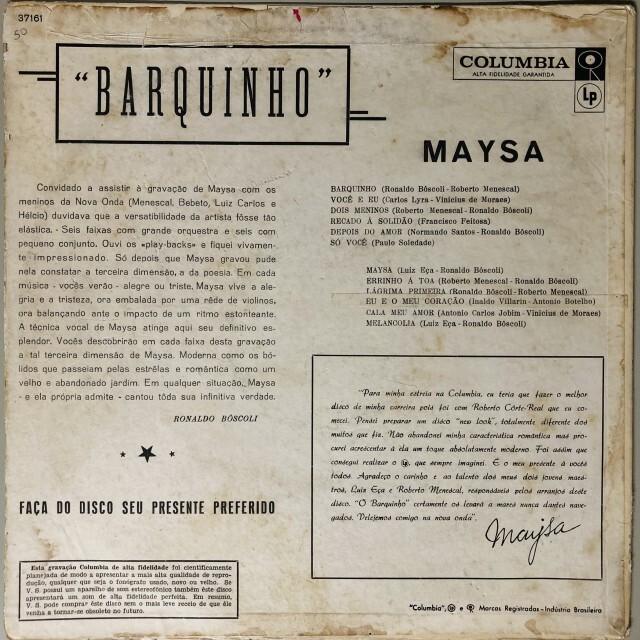 37161
50
"BARQUINHO"
COLUMBIA
ALTA FIDELIDADE GARANTIDA
Lp
MAYSA
Convidado a assistir à gravação de Maysa com os
meninos da Nova Onda (Menescal, Bebeto, Luiz Carlos e
Hélcio) duvidava que a versatibilidade da artista fôsse tão
elástica. - Seis faixas com grande orquestra e seis com
pequeno conjunto. Ouvi os «play-backs» e fiquei vivamen-
te impressionado. Só depois que Maysa gravou pude
nela constatar a terceira dimensão, a da poesia. Em cada
música - vocês verão - alegre ou triste, Maysa vive a ale-
gria e a tristeza, ora embalada por uma rêde de violinos,
ora balançando ante o impacto de um ritmo estonteante.
A técnica vocal de Maysa atinge aqui seu definitivo es-
plendor. Vocês descobrirão em cada faixa desta gravação
a tal terceira dimensão de Maysa. Moderna como os bó-
lidos que passeiam pelas estrêlas e romântica como um
velho e abandonado jardim. Em qualquer situação, Maysa
- e ela própria admite - cantou tôda sua infinitiva verdade.
RONALDO BÔSCOLI
FAÇA DO DISCO SEU PRESENTE PREFERIDO
Esta gravação Columbia de alta fidelidade foi cientificamente
planejada de modo a apresentar a mais alta qualidade de repro-
dução, qualquer que seja o fonógrafo usado, novo ou velho. Se
V. S. possui um aparelho de som estereofônico também êste disco
apresentará um som de alta fidelidade perfeita. Em resumo,
V. S. pode comprar êste disco sem o mais leve receio de que êle
venha a tornar-se obsoleto no futuro.
BARQUINHO (Ronaldo Bôscoli-Roberto Menescal)
VOCÊ E EU (Carlos Lyra-Vinicius de Moraes)
DOIS MENINOS (Roberto Menescal-Ronaldo Bôscoli)
RECADO À SOLIDÃO (Francisco Feitosa)
DEPOIS DO AMOR (Normando Santos-Ronaldo Bôscoli)
SÓ VOCÊ (Paulo Soledade)
MAYSA (Luiz Eça-Ronaldo Bôscoli)
ERRINHO À TOA (Roberto Menescal-Ronaldo Bôscoli)
LÁGRIMA PRIMEIRA (Ronaldo Bôscoli-Roberto Menescal)
EU E O MEU CORAÇÃO (Inaldo Villarin-Antonio Botelho)
CALA MEU AMOR (Antonio Carlos Jobim-Vinicius de Moraes)
MELANCOLIA (Luiz Eça-Ronaldo Bôscoli)
"Para minha estreia na Columbia, eu teria que fazer o melhor
disco de minha carreira pois foi com Roberto Côrte-Real que eu co-
mecei. Pensei preparar um disco "new look", totalmente diferente dos
muitos que fiz. Não abandonei minha característica romântica mas pro-
curei acrescentar a ela um toque absolutamente moderno. Foi assim que
consegui realizar o Lp, que sempre imaginei. É o meu presente a vocês
todos. Agradeço o carinho e ao talento dos meus dois jovens maes-
tros, Luiz Eça e Roberto Menescal, responsáveis pelos arranjos deste
disco. "O Barquinho" certamente os levará a mares nunca dantes nave-
gados. Velejemos comigo na nova onda".
Maysa
"Columbia", Marcas Registradas-Indústria Brasileira